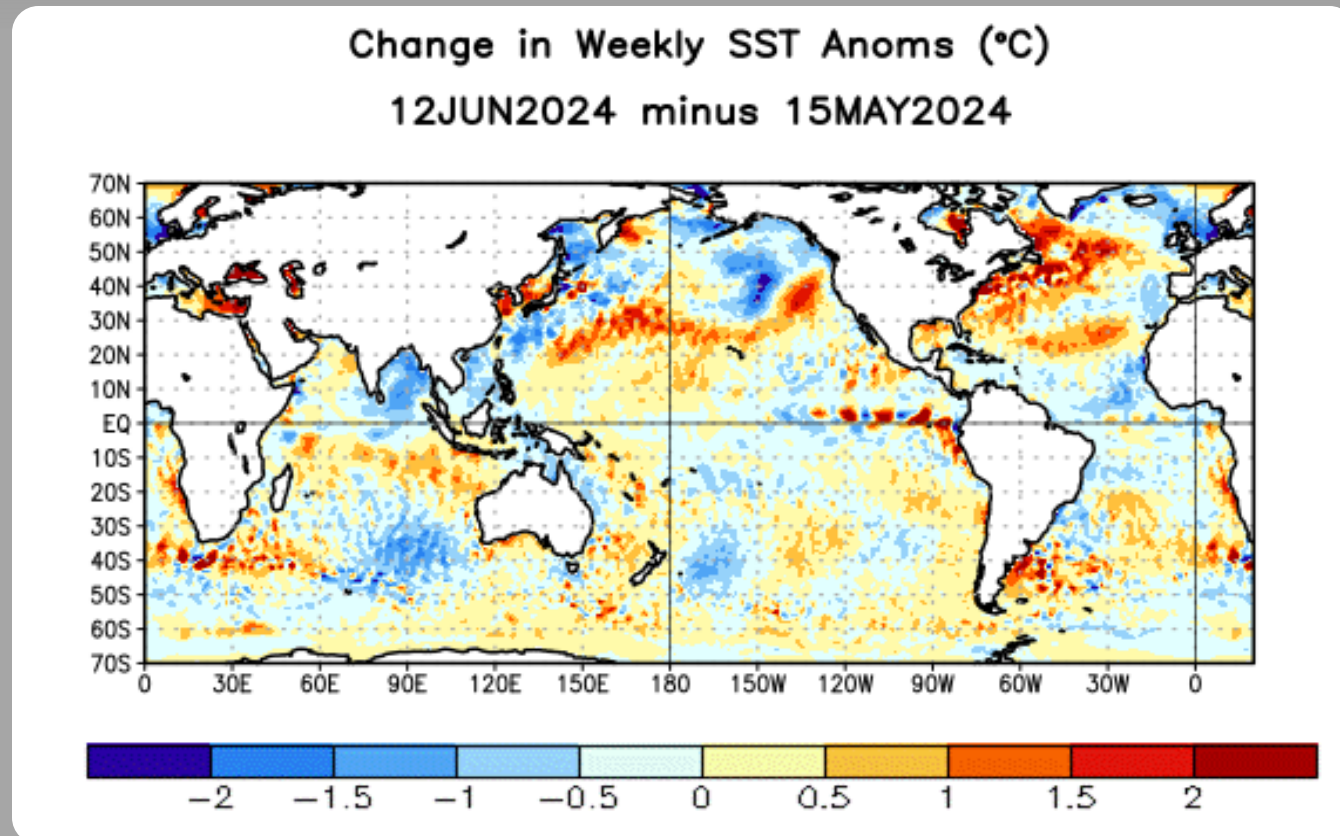 Change in Weekly SST Anoms (°C)
12JUN2024 minus 15MAY2024
70N
60N
50N
40N
30N
20N
10N
EQ
10S
20S
30S
40S
50S
60S
70S
0 30E 60E 90E 120E 150E 180 150W 120W 90W 60W 30W 0
−2 −1.5 −1 −0.5 0 0.5 1 1.5 2